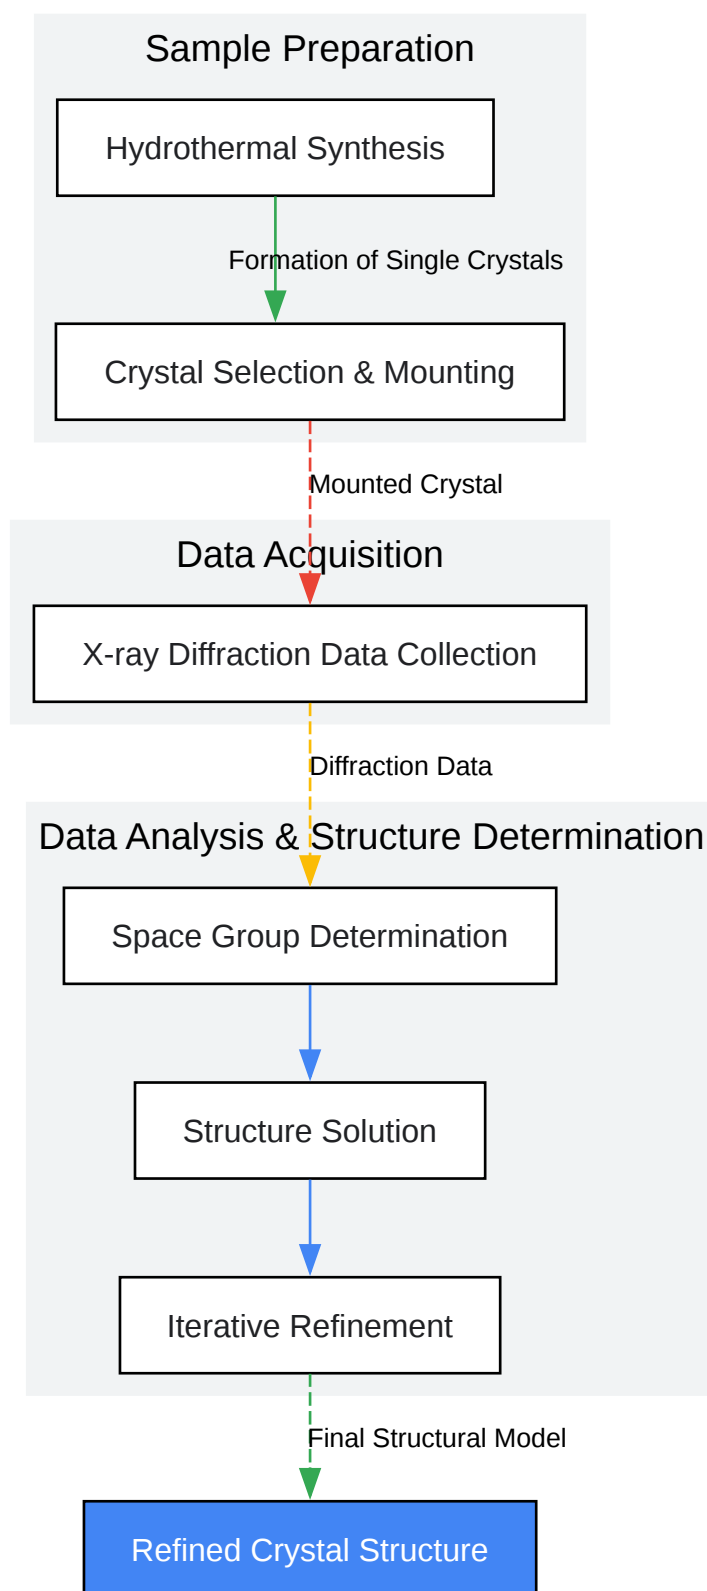 Sample Preparation
Hydrothermal Synthesis
Formation of Single Crystals
Crystal Selection & Mounting
Mounted Crystal
Data Acquisition
X-ray Diffraction Data Collection
Diffraction Data
Data Analysis & Structure Determination
Space Group Determination
Structure Solution
Iterative Refinement
Final Structural Model
Refined Crystal Structure